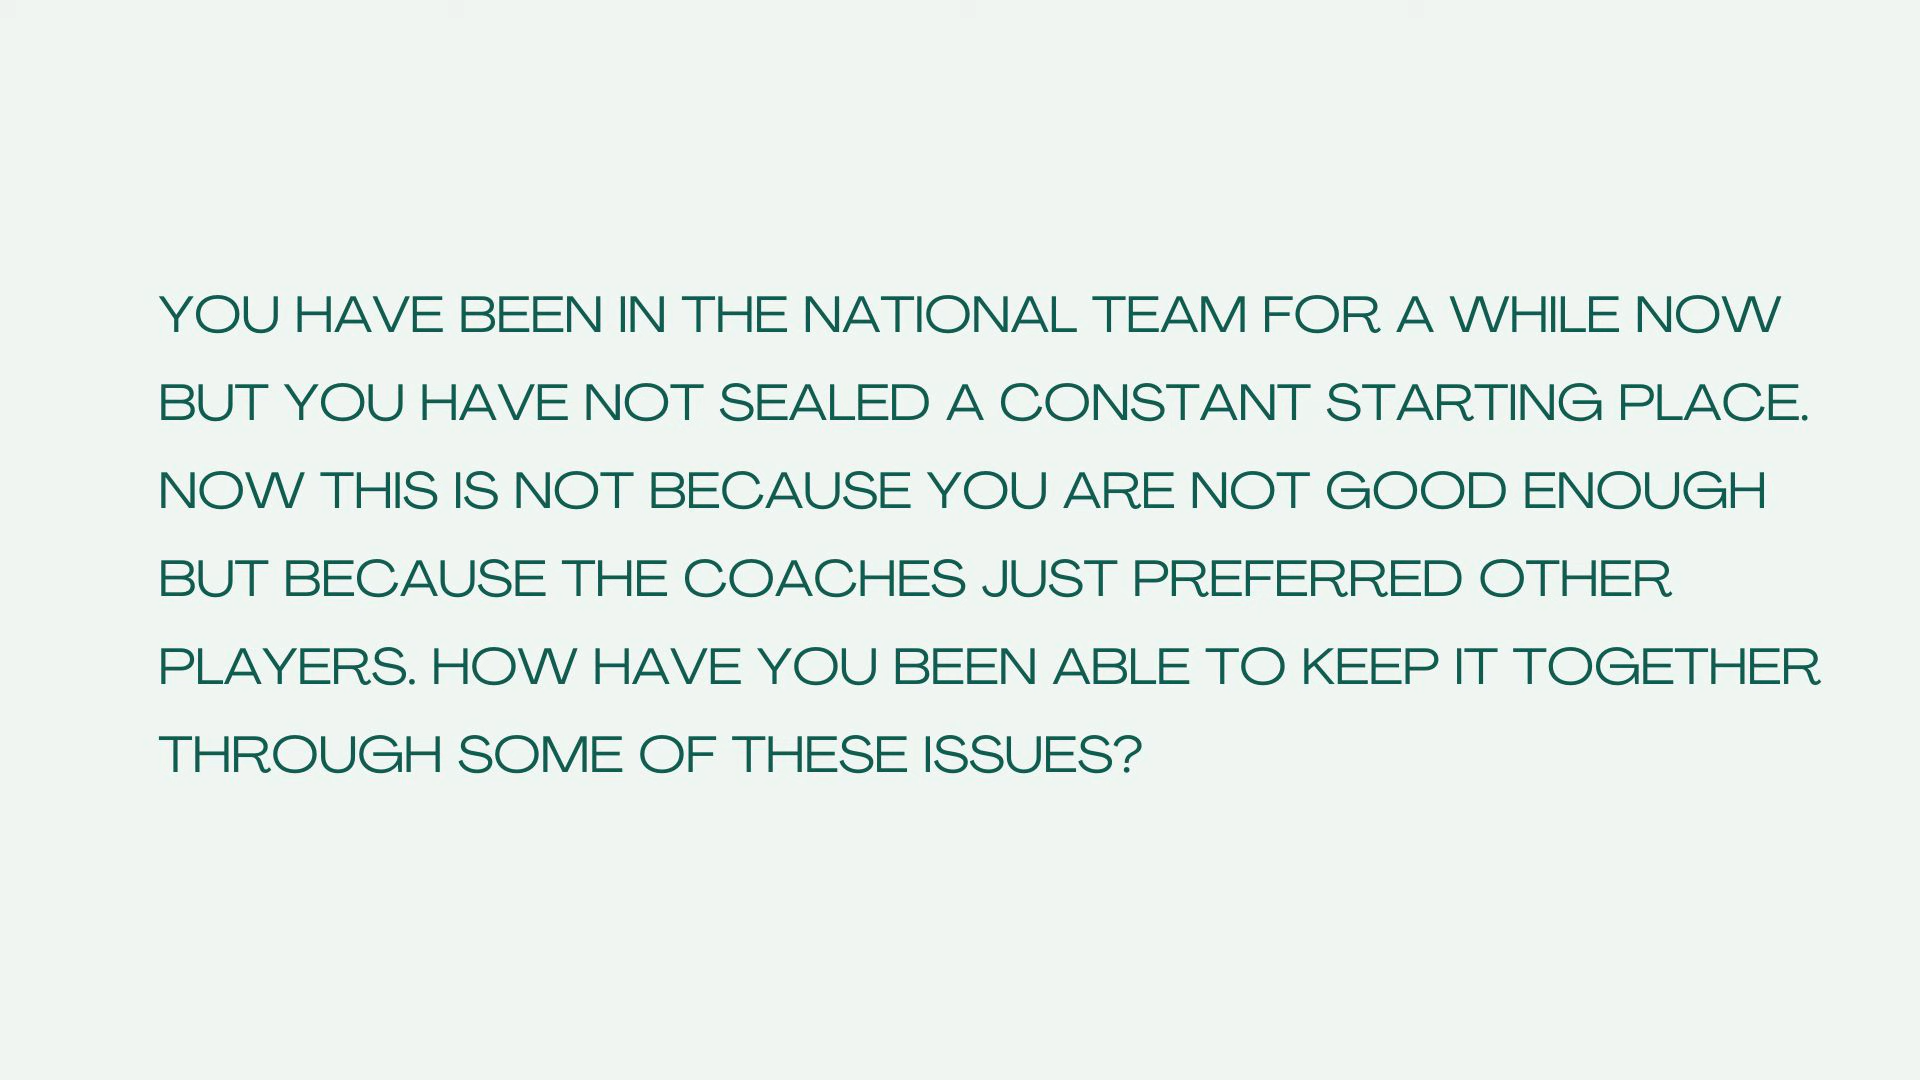 YOU HAVE BEEN IN THE NATIONAL TEAM FOR A WHILE NOW
BUT YOU HAVE NOT SEALED A CONSTANT STARTING PLACE.
NOW THIS IS NOT BECAUSE YOU ARE NOT GOOD ENOUGH
BUT BECAUSE THE COACHES JUST PREFERRED OTHER
PLAYERS. HOW HAVE YOU BEEN ABLE TO KEEP IT TOGETHER
THROUGH SOME OF THESE ISSUES?